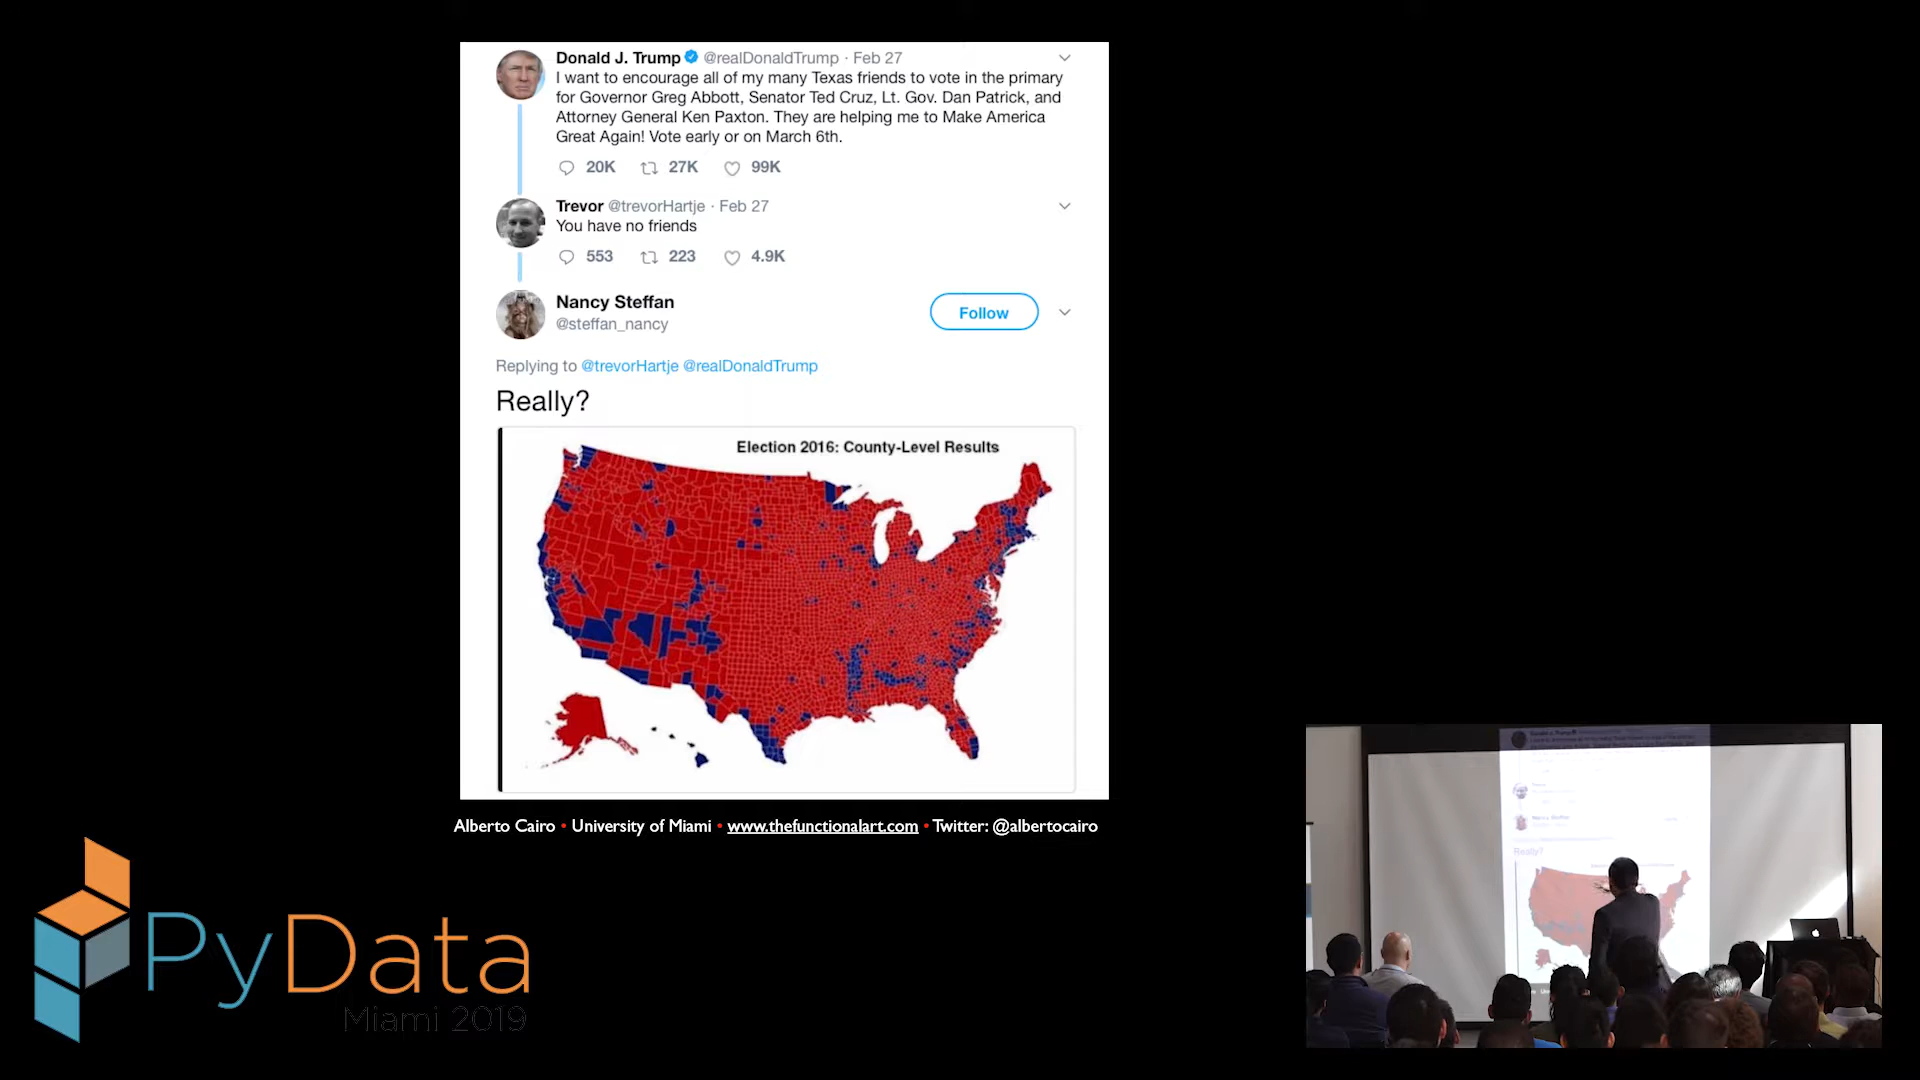 Donald J. Trump @realDonaldTrump · Feb 27
I want to encourage all of my many Texas friends to vote in the primary
for Governor Greg Abbott, Senator Ted Cruz, Lt. Gov. Dan Patrick, and
Attorney General Ken Paxton. They are helping me to Make America
Great Again! Vote early or on March 6th.
20K 27K 99K
Trevor @trevorHartje · Feb 27
You have no friends
553 223 4.9K
Nancy Steffan
@steffan_nancy
Follow
Replying to @trevorHartje @realDonaldTrump
Really?
Election 2016: County-Level Results
Alberto Cairo • University of Miami • www.thefunctionalart.com • Twitter: @albertocairo
PyData
Miami 2019
Really?